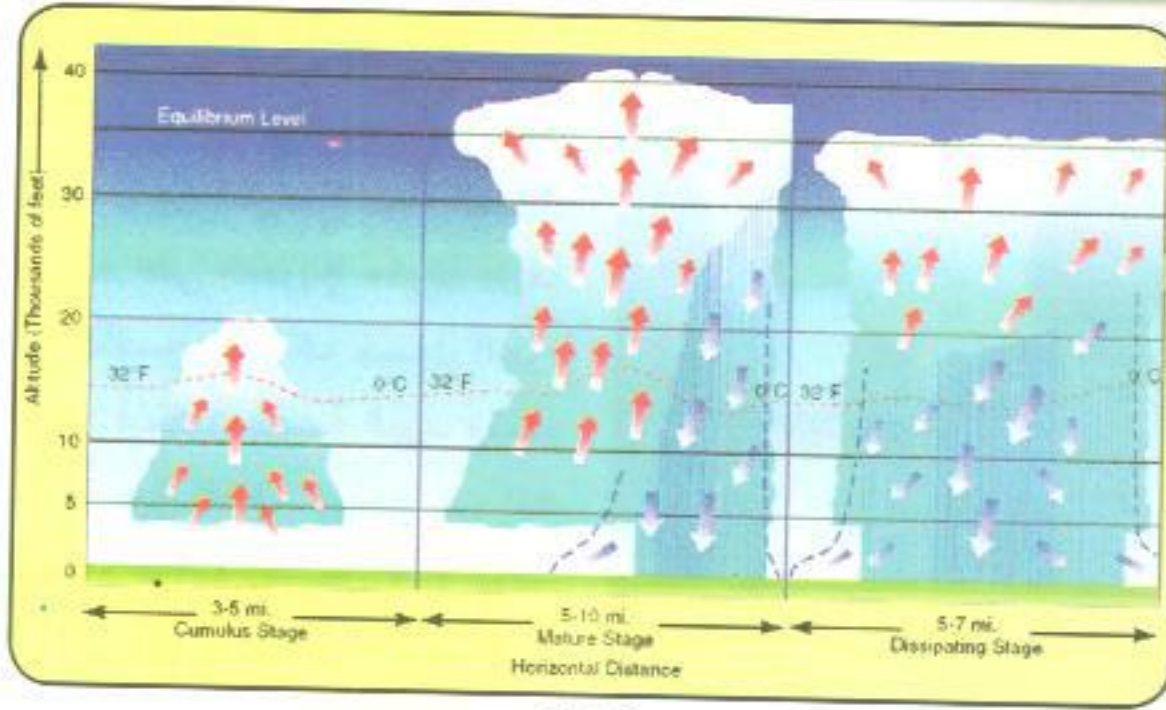 Altitude (Thousands of feet)
40
30
20
10
5
0
Equilibrium Level
32°F
0°C
32°F
0°C
32°F
0°C
3-5 mi.
Cumulus Stage
5-10 mi.
Mature Stage
5-7 mi.
Dissipating Stage
Horizontal Distance